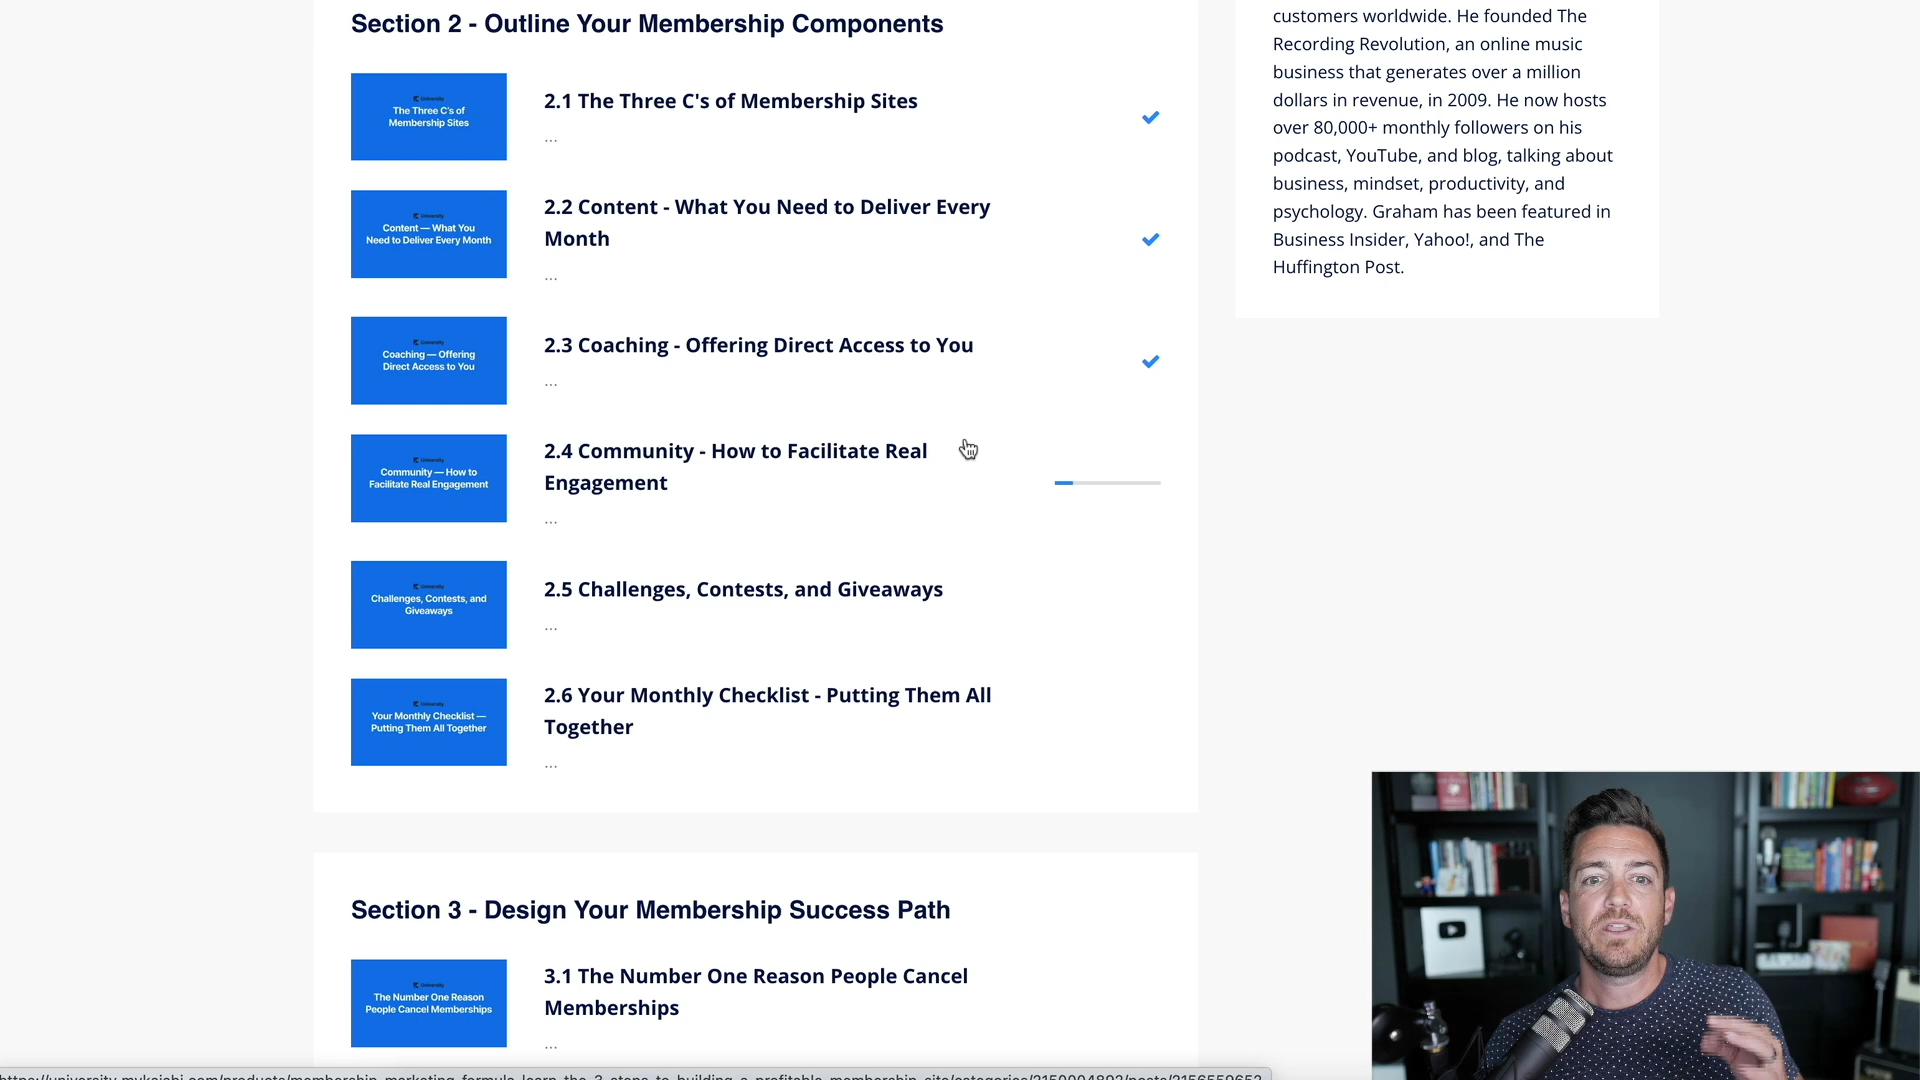 Section 2 - Outline Your Membership Components
University
The Three C's of
Membership Sites
2.1 The Three C's of Membership Sites
...
University
Content — What You
Need to Deliver Every Month
2.2 Content - What You Need to Deliver Every
Month
...
University
Coaching — Offering
Direct Access to You
2.3 Coaching - Offering Direct Access to You
...
University
Community — How to
Facilitate Real Engagement
2.4 Community - How to Facilitate Real
Engagement
...
University
Challenges, Contests, and
Giveaways
2.5 Challenges, Contests, and Giveaways
...
University
Your Monthly Checklist —
Putting Them All Together
2.6 Your Monthly Checklist - Putting Them All
Together
...
Section 3 - Design Your Membership Success Path
University
The Number One Reason
People Cancel Memberships
3.1 The Number One Reason People Cancel
Memberships
...
customers worldwide. He founded The
Recording Revolution, an online music
business that generates over a million
dollars in revenue, in 2009. He now hosts
over 80,000+ monthly followers on his
podcast, YouTube, and blog, talking about
business, mindset, productivity, and
psychology. Graham has been featured in
Business Insider, Yahoo!, and The
Huffington Post.